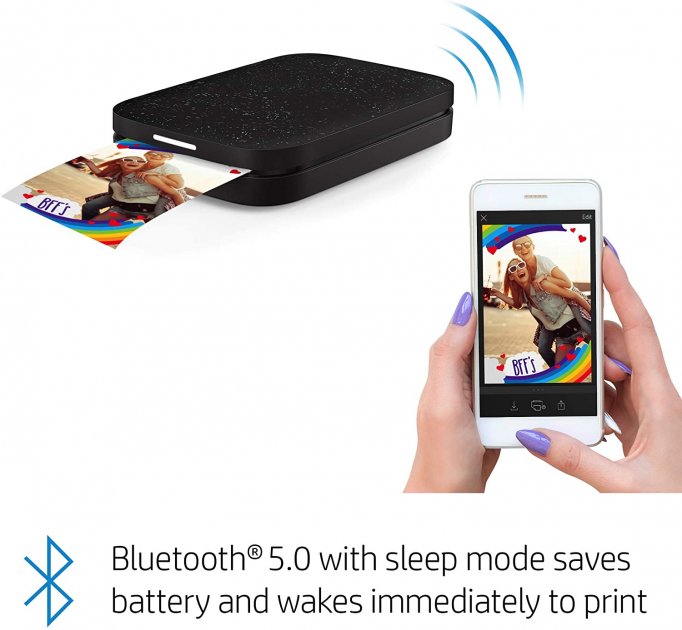 BFF's
Edit
BFF's
Bluetooth® 5.0 with sleep mode saves
battery and wakes immediately to print